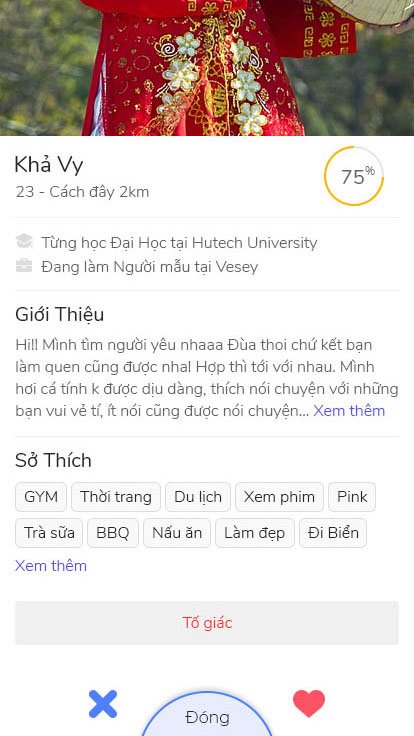 Khả Vy
75%
23 - Cách đây 2km
Từng học Đại Học tại Hutech University
Đang làm Người mẫu tại Vesey
Giới Thiệu
Hi!! Mình tìm người yêu nhaaa Đùa thoi chứ kết bạn
làm quen cũng được nha! Hợp thì tới với nhau. Mình
hơi cá tính k được dịu dàng, thích nói chuyện với những
bạn vui vẻ tí, ít nói cũng được nói chuyện... Xem thêm
Sở Thích
GYM Thời trang Du lịch Xem phim Pink
Trà sữa BBQ Nấu ăn Làm đẹp Đi Biển
Xem thêm
Tố giác
Đóng